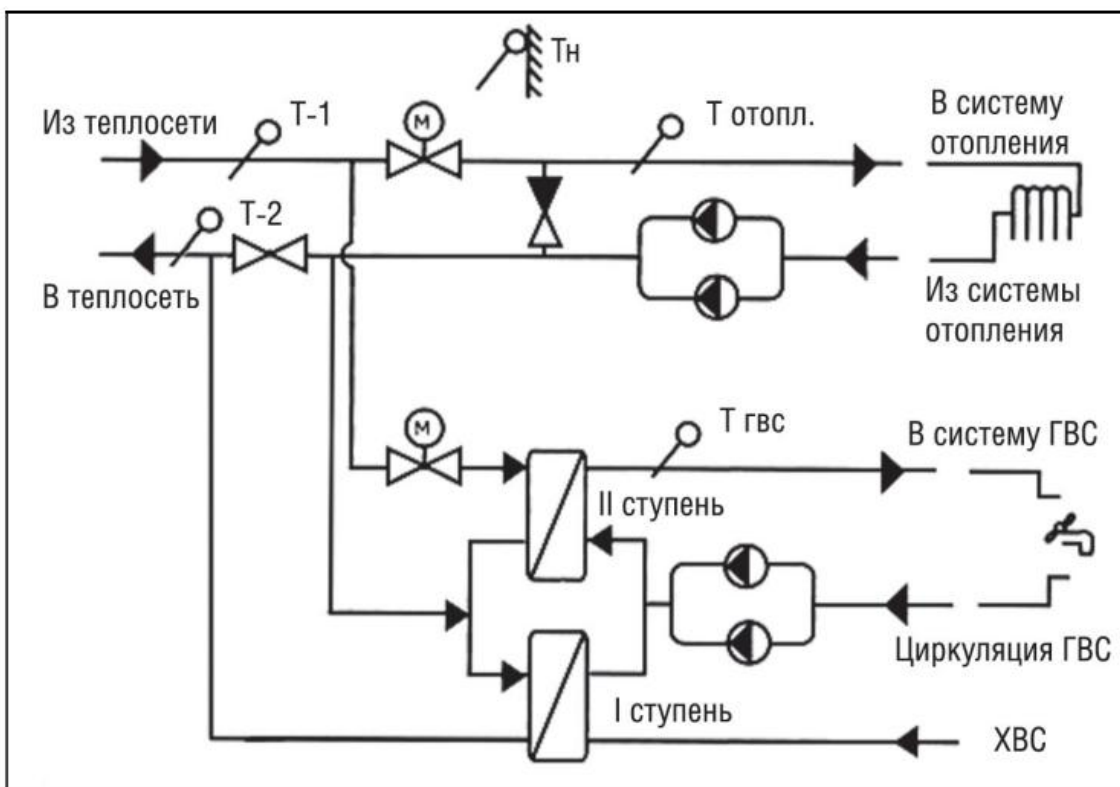 Тн
Из теплосети
Т-1
М
Т отопл.
В систему
отопления
Т-2
В теплосеть
Из системы
отопления
М
Т гвс
В систему ГВС
II ступень
Циркуляция ГВС
I ступень
ХВС